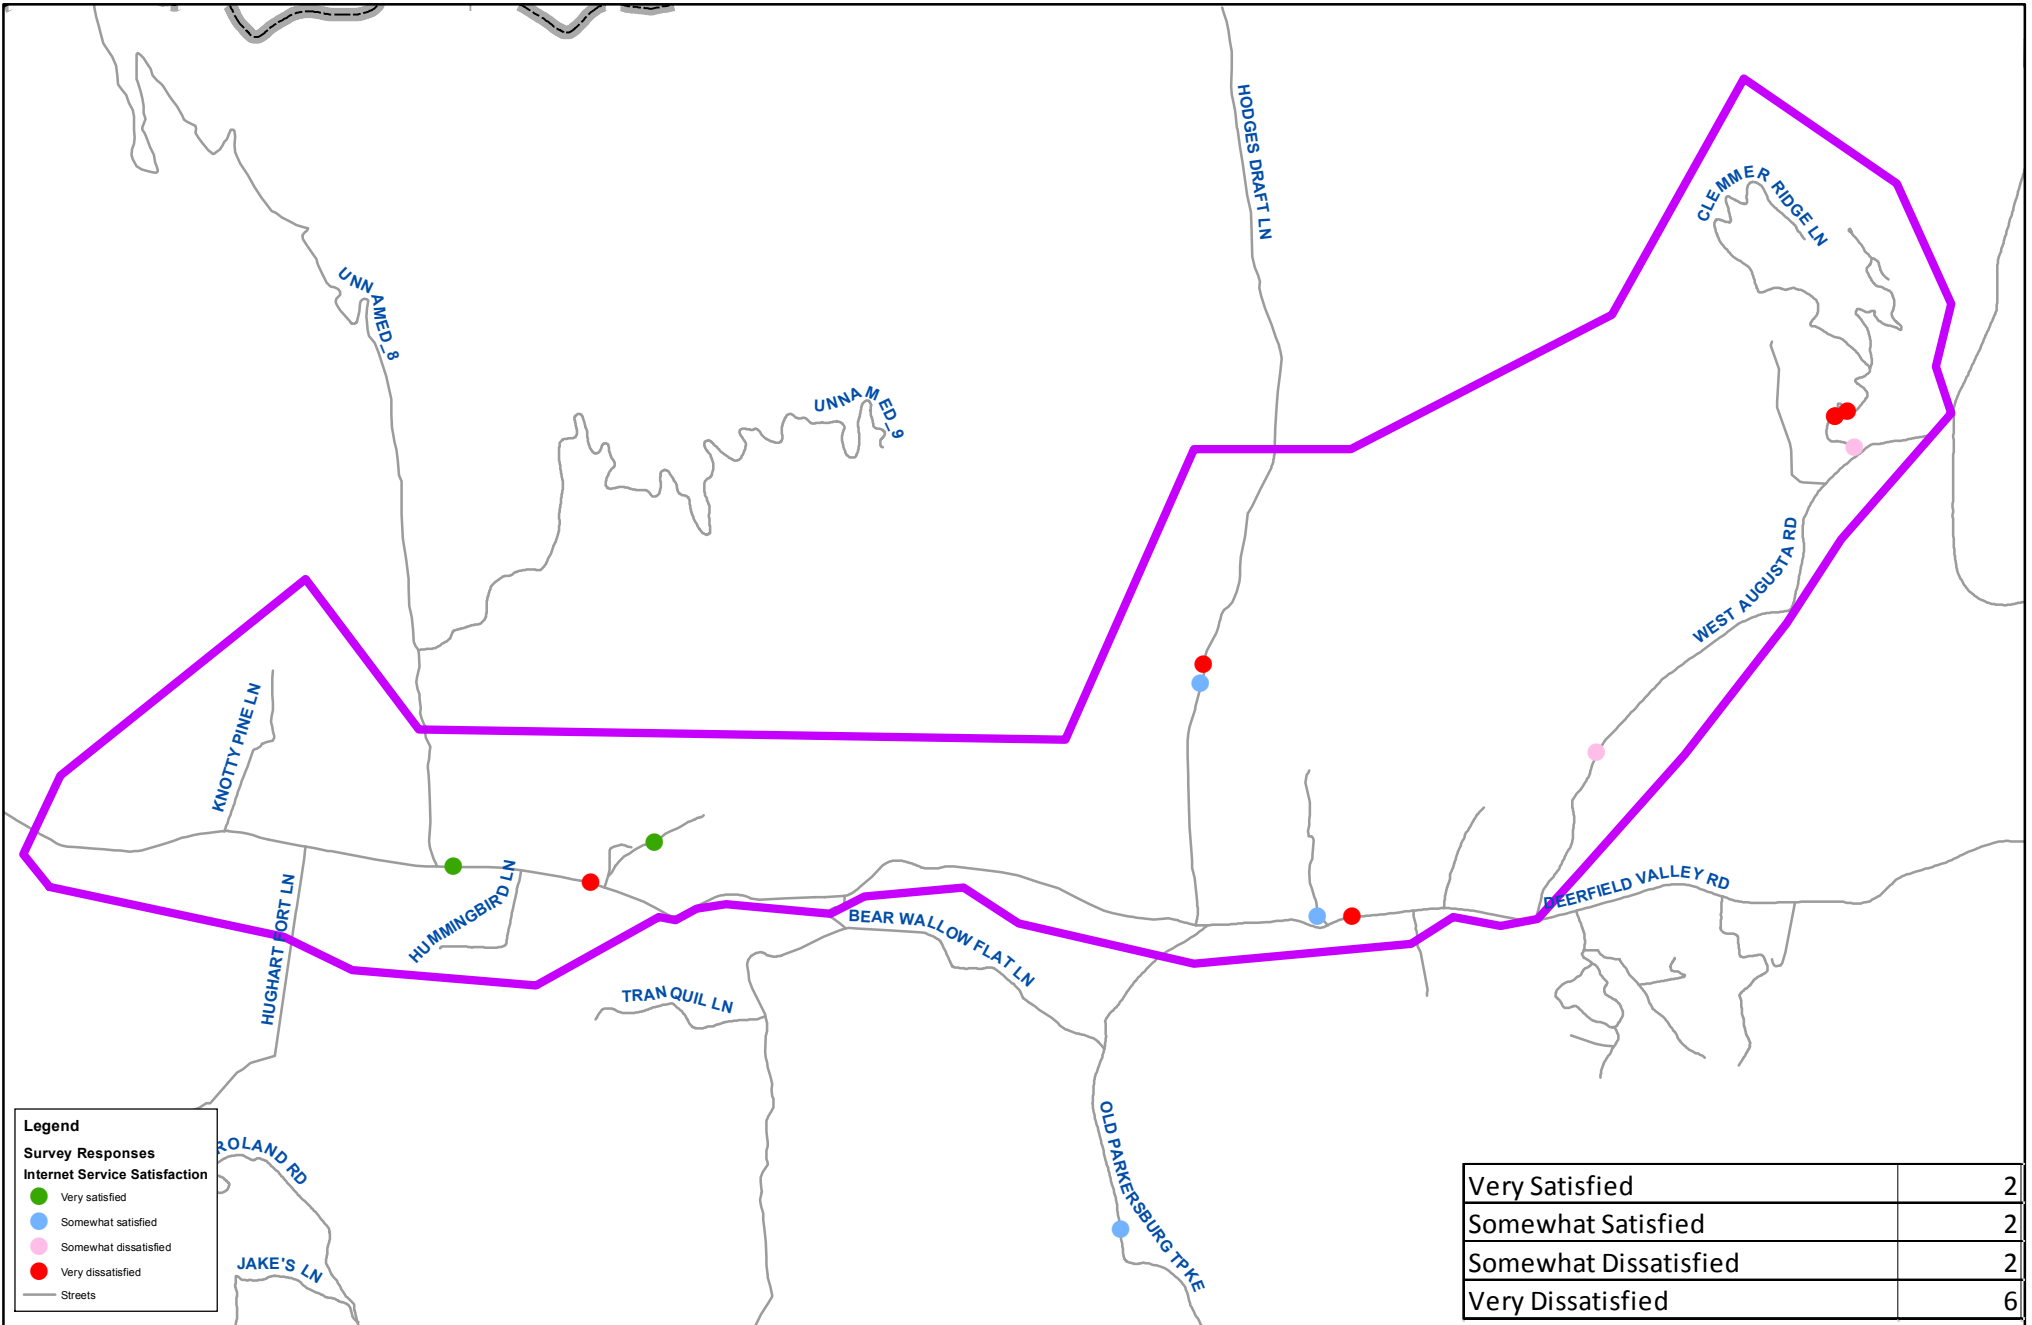 HODGES DRAFT LN
CLEMMER RIDGE LN
UNNAMED_8
UNNAMED_9
WEST AUGUSTA RD
KNOTTY PINE LN
HUGHART FORT LN
HUMMINGBIRD LN
DEERFIELD VALLEY RD
BEAR WALLOW FLAT LN
TRANQUIL LN
OLD PARKERSBURG TPKE
ROLAND RD
JAKE'S LN
Legend
Survey Responses
Internet Service Satisfaction
Very satisfied
Somewhat satisfied
Somewhat dissatisfied
Very dissatisfied
Streets
Very Satisfied 2
Somewhat Satisfied 2
Somewhat Dissatisfied 2
Very Dissatisfied 6